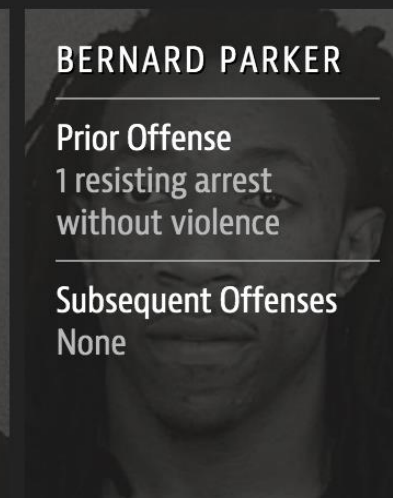 BERNARD PARKER
Prior Offense
1 resisting arrest
without violence
Subsequent Offenses
None